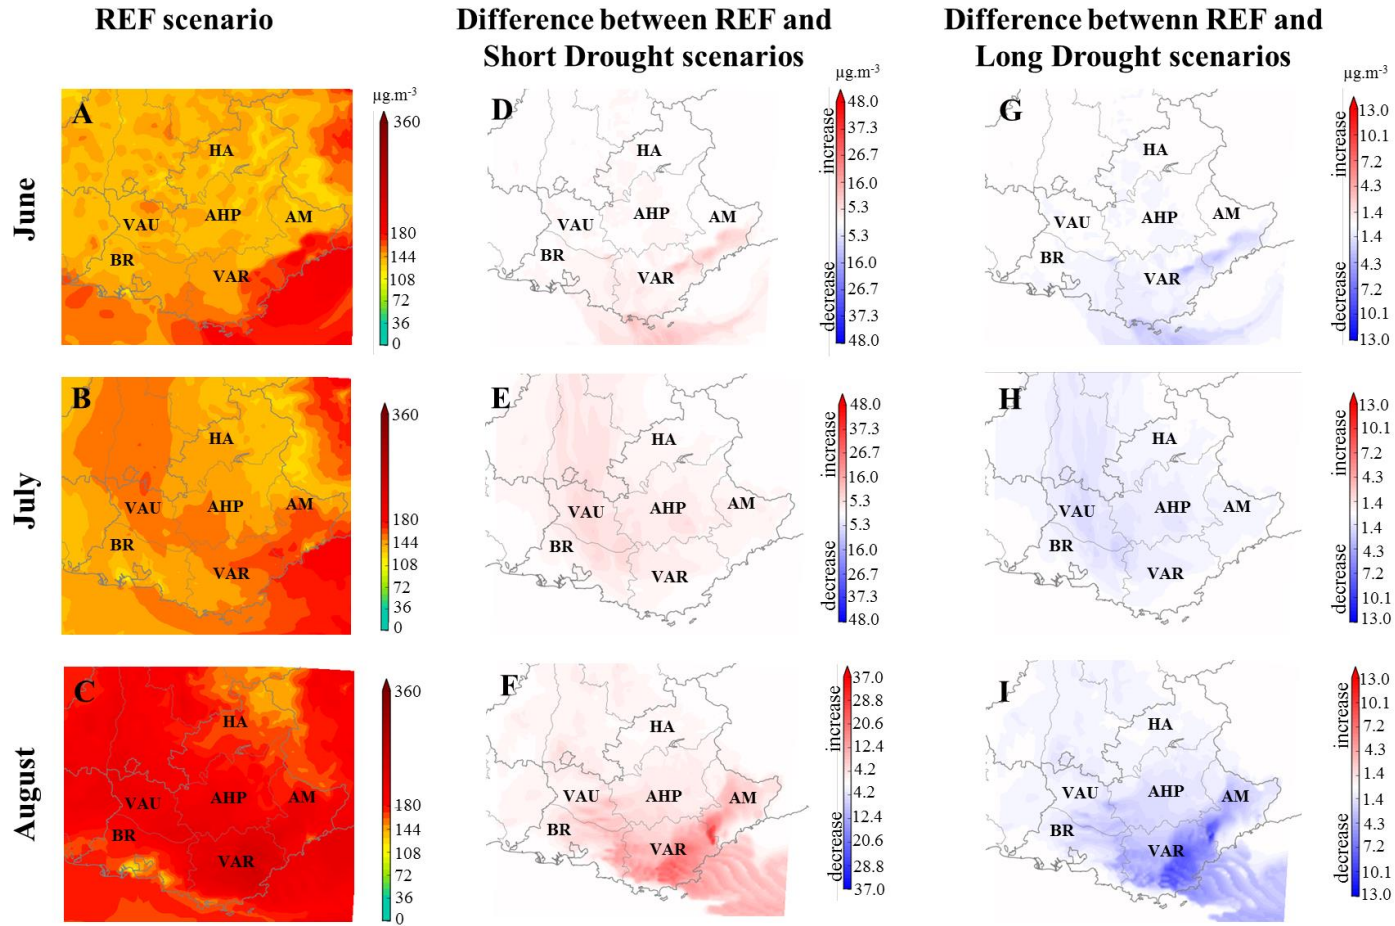 REF scenario
Difference between REF and
Short Drought scenarios
Difference betwenn REF and
Long Drought scenarios
June
A
HA
VAU
AHP
AM
BR
VAR
µg.m-3
360
180
144
108
72
36
0
D
HA
VAU
AHP
AM
BR
VAR
µg.m-3
increase
decrease
48.0
37.3
26.7
16.0
5.3
5.3
16.0
26.7
37.3
48.0
G
HA
VAU
AHP
AM
BR
VAR
µg.m-3
increase
decrease
13.0
10.1
7.2
4.3
1.4
1.4
4.3
7.2
10.1
13.0
July
B
HA
VAU
AHP
AM
BR
VAR
360
180
144
108
72
36
0
E
HA
VAU
AHP
AM
BR
VAR
increase
decrease
48.0
37.3
26.7
16.0
5.3
5.3
16.0
26.7
37.3
48.0
H
HA
VAU
AHP
AM
BR
VAR
increase
decrease
13.0
10.1
7.2
4.3
1.4
1.4
4.3
7.2
10.1
13.0
August
C
HA
VAU
AHP
AM
BR
VAR
360
180
144
108
72
36
0
F
HA
VAU
AHP
AM
BR
VAR
increase
decrease
37.0
28.8
20.6
12.4
4.2
4.2
12.4
20.6
28.8
37.0
I
HA
VAU
AHP
AM
BR
VAR
increase
decrease
13.0
10.1
7.2
4.3
1.4
1.4
4.3
7.2
10.1
13.0